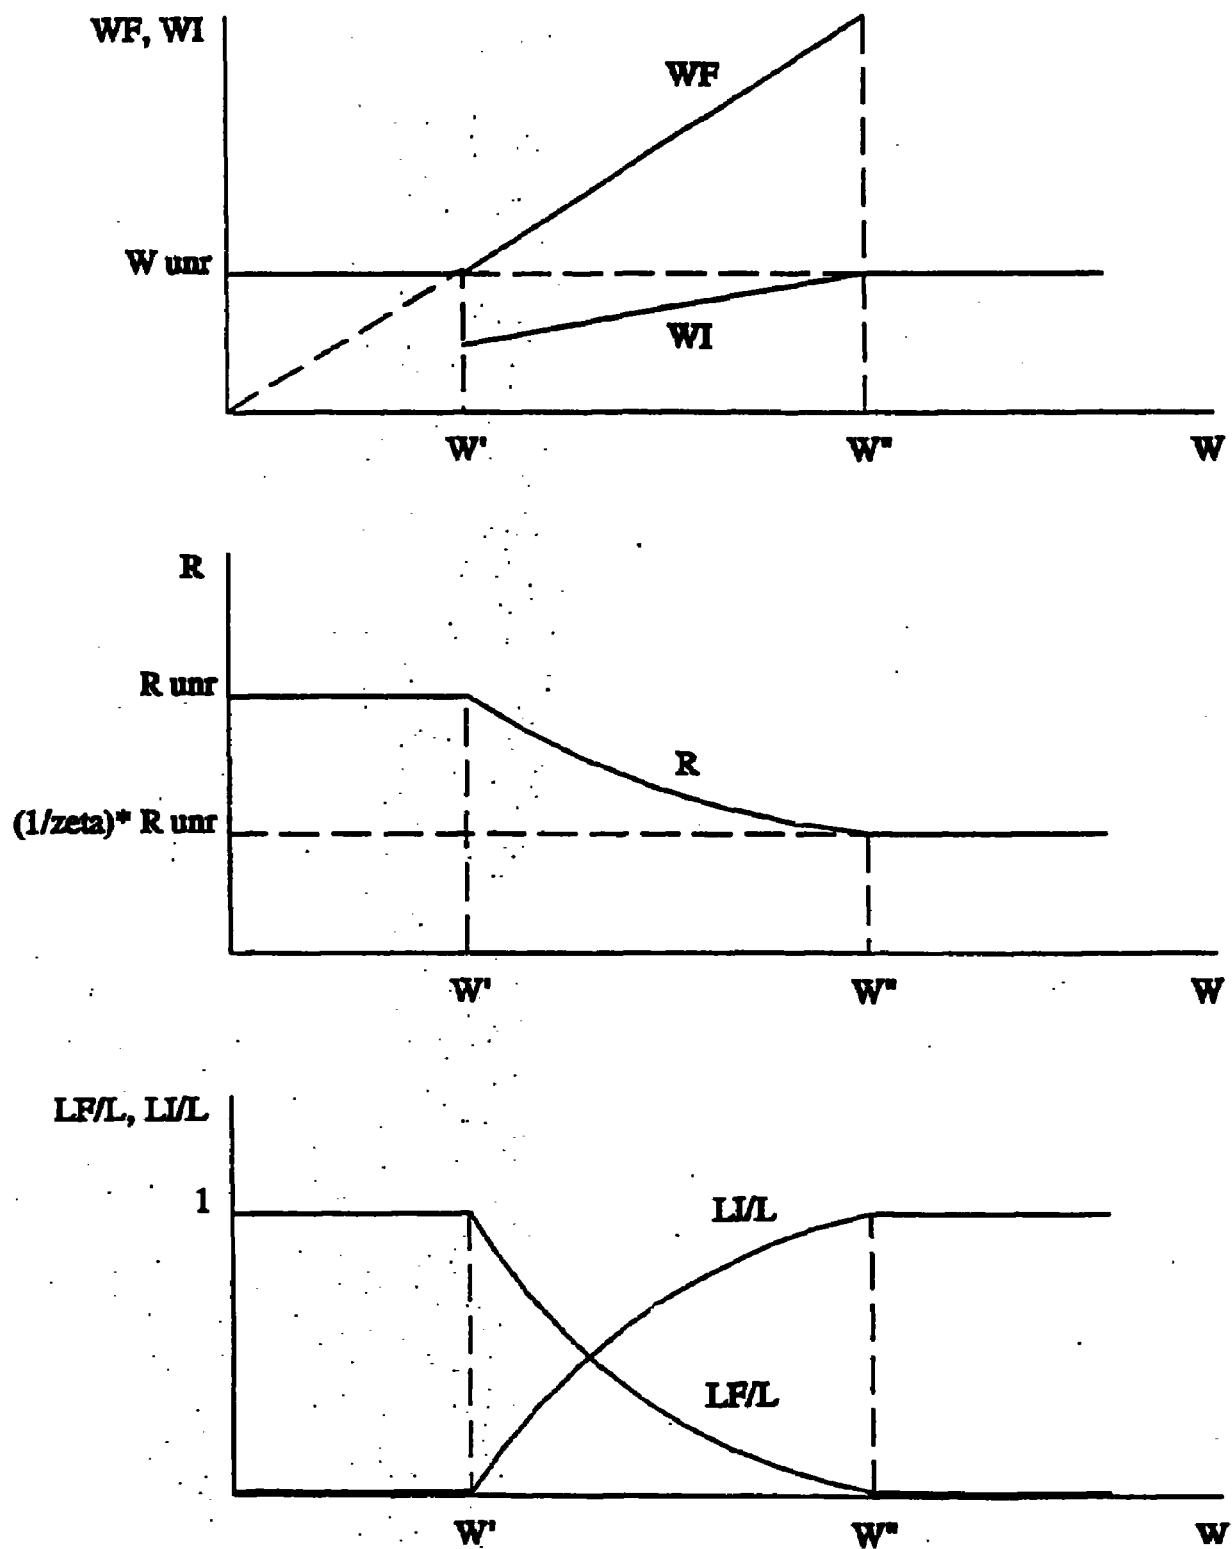 WF, WI
WF
W unr
WI
W' W" W
R
R unr
R
(1/zeta)* R unr
W' W" W
LF/L, LI/L
1
LI/L
LF/L
W' W" W